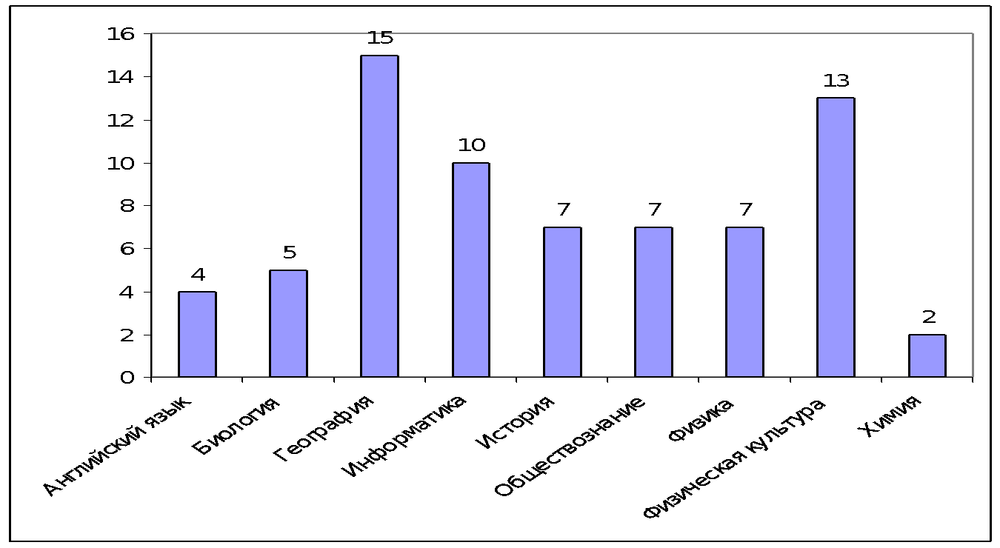 16
14
12
10
8
6
4
2
0
4
5
15
10
7
7
7
13
2
Английский язык
Биология
География
Информатика
История
Обществознание
Физика
Физическая культура
Химия